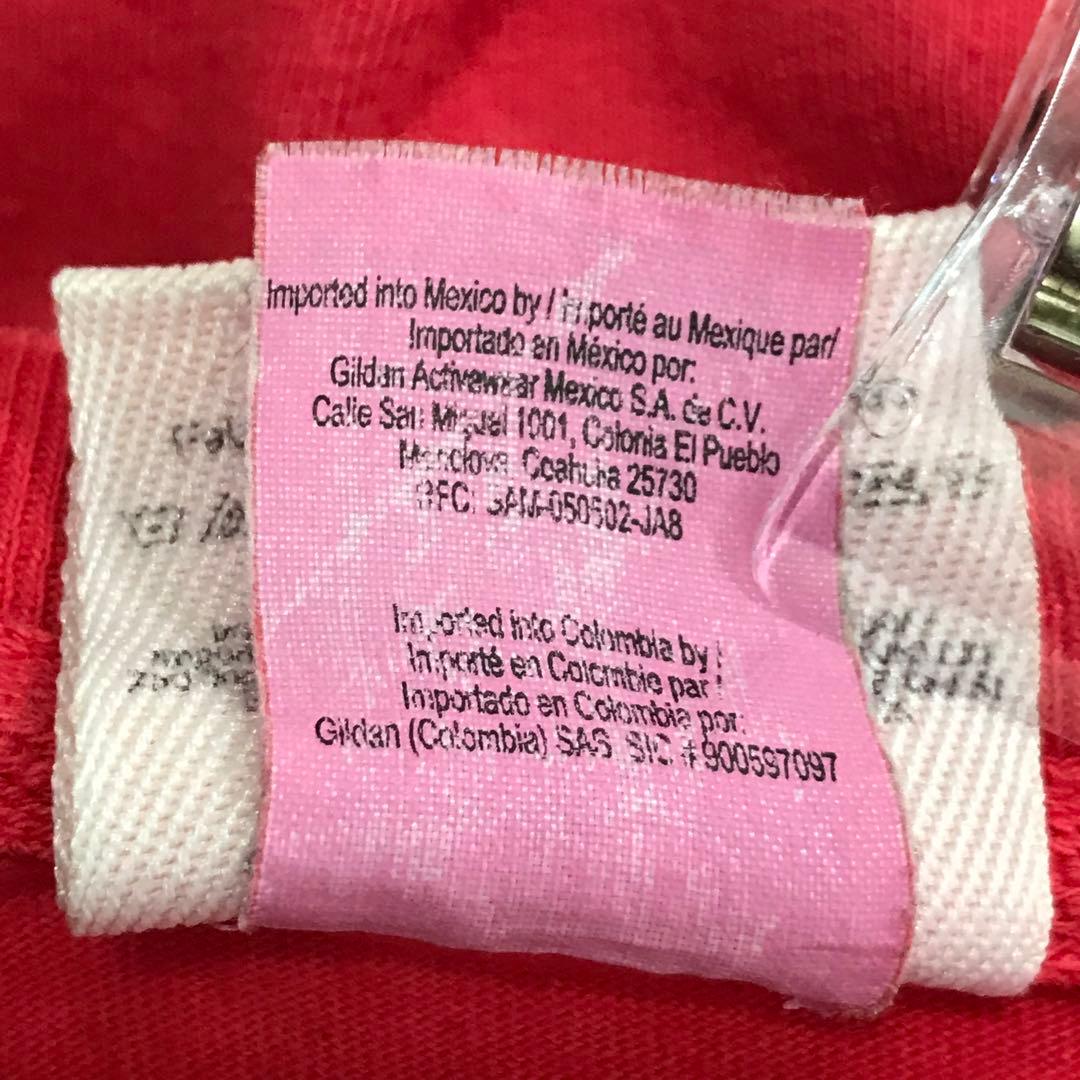 Imported into Mexico by / Importé au Mexique par/
Importado en México por:
Gildan Activewear Mexico S.A. de C.V.
Calle San Miguel 1001, Colonia El Pueblo
Monclova, Coahuila 25730
RFC: GAM-050502-JA8
Imported into Colombia by /
Importé en Colombie par /
Importado en Colombia por:
Gildan (Colombia) SAS, SIC # 900597097